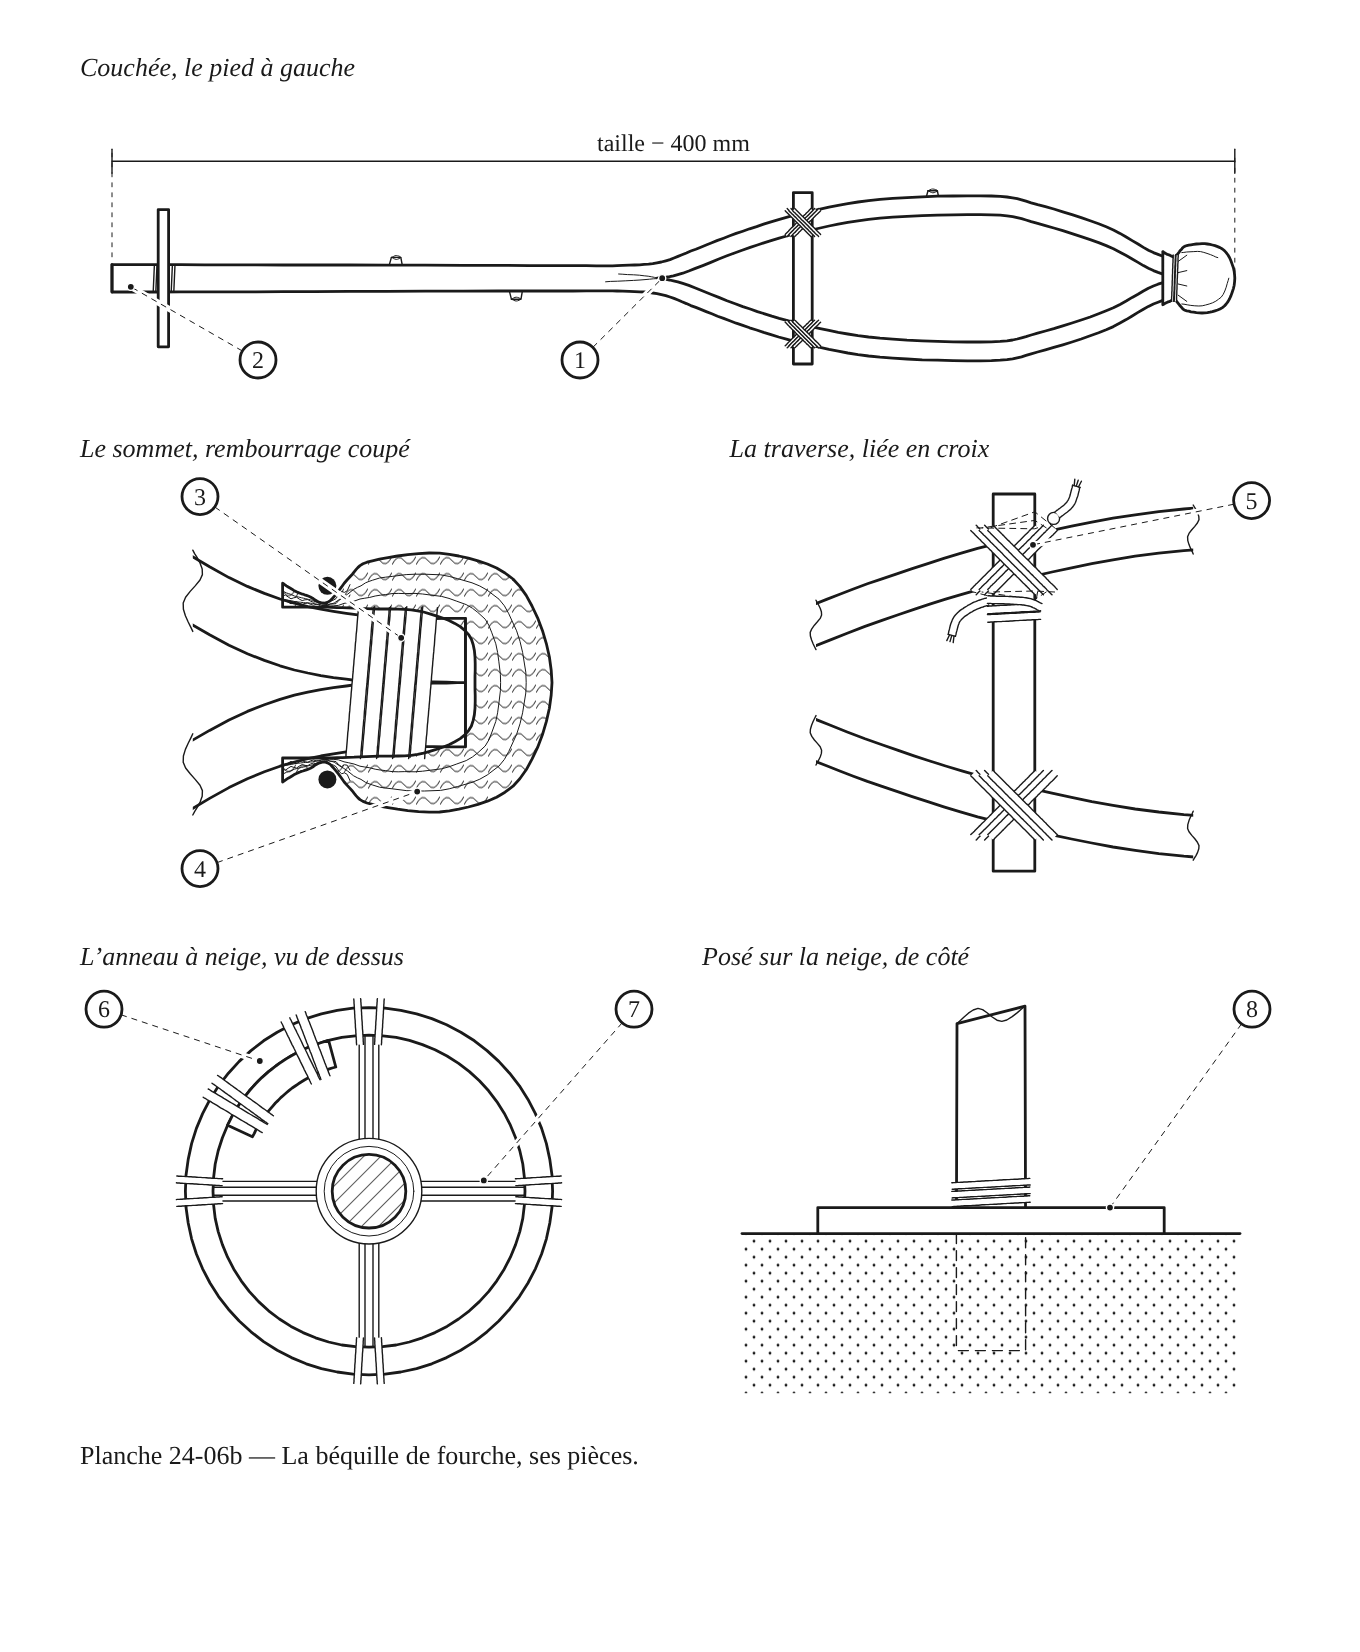 Couchée, le pied à gauche
taille − 400 mm
2
1
Le sommet, rembourrage coupé
La traverse, liée en croix
3
5
4
L’anneau à neige, vu de dessus
Posé sur la neige, de côté
6
7
8
Planche 24-06b — La béquille de fourche, ses pièces.